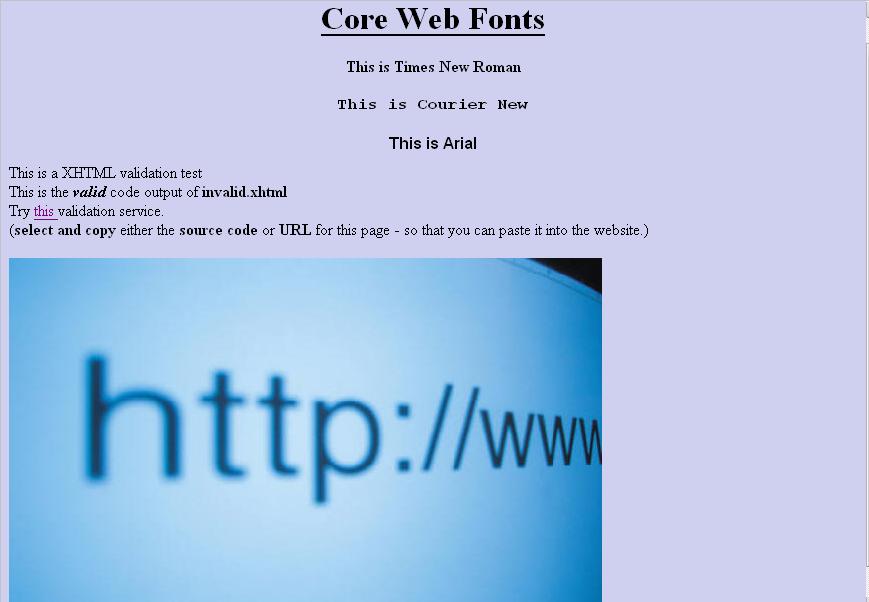 Core Web Fonts
This is Times New Roman
This is Courier New
This is Arial
This is a XHTML validation test
This is the valid code output of invalid.xhtml
Try this validation service.
(select and copy either the source code or URL for this page - so that you can paste it into the website.)
http://www